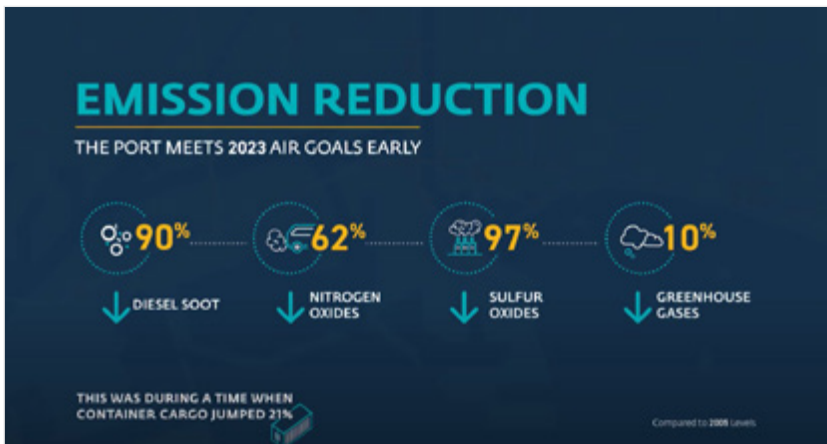 EMISSION REDUCTION
THE PORT MEETS 2023 AIR GOALS EARLY
90%
62%
97%
10%
DIESEL SOOT
NITROGEN
OXIDES
SULFUR
OXIDES
GREENHOUSE
GASES
THIS WAS DURING A TIME WHEN
CONTAINER CARGO JUMPED 21%
Compared to 2005 Levels